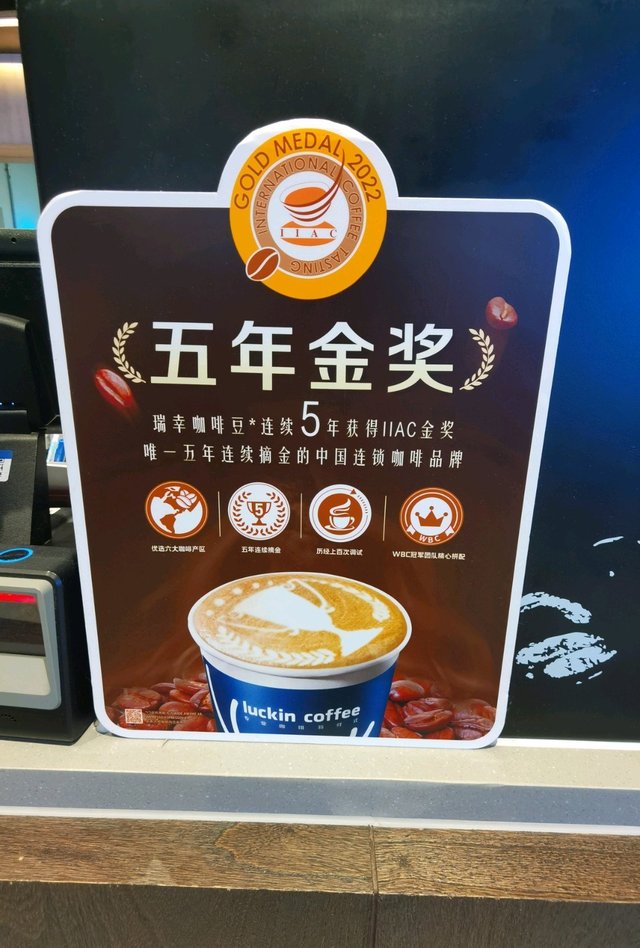 GOLD MEDAL 2022
INTERNATIONAL COFFEE TASTING
IIAC
五年金奖
瑞幸咖啡豆*连续5年获得IIAC金奖
唯一五年连续摘金的中国连锁咖啡品牌
5
WBC
优选六大咖啡产区
五年连续摘金
历经上百次调试
WBC冠军团队精心拼配
luckin coffee